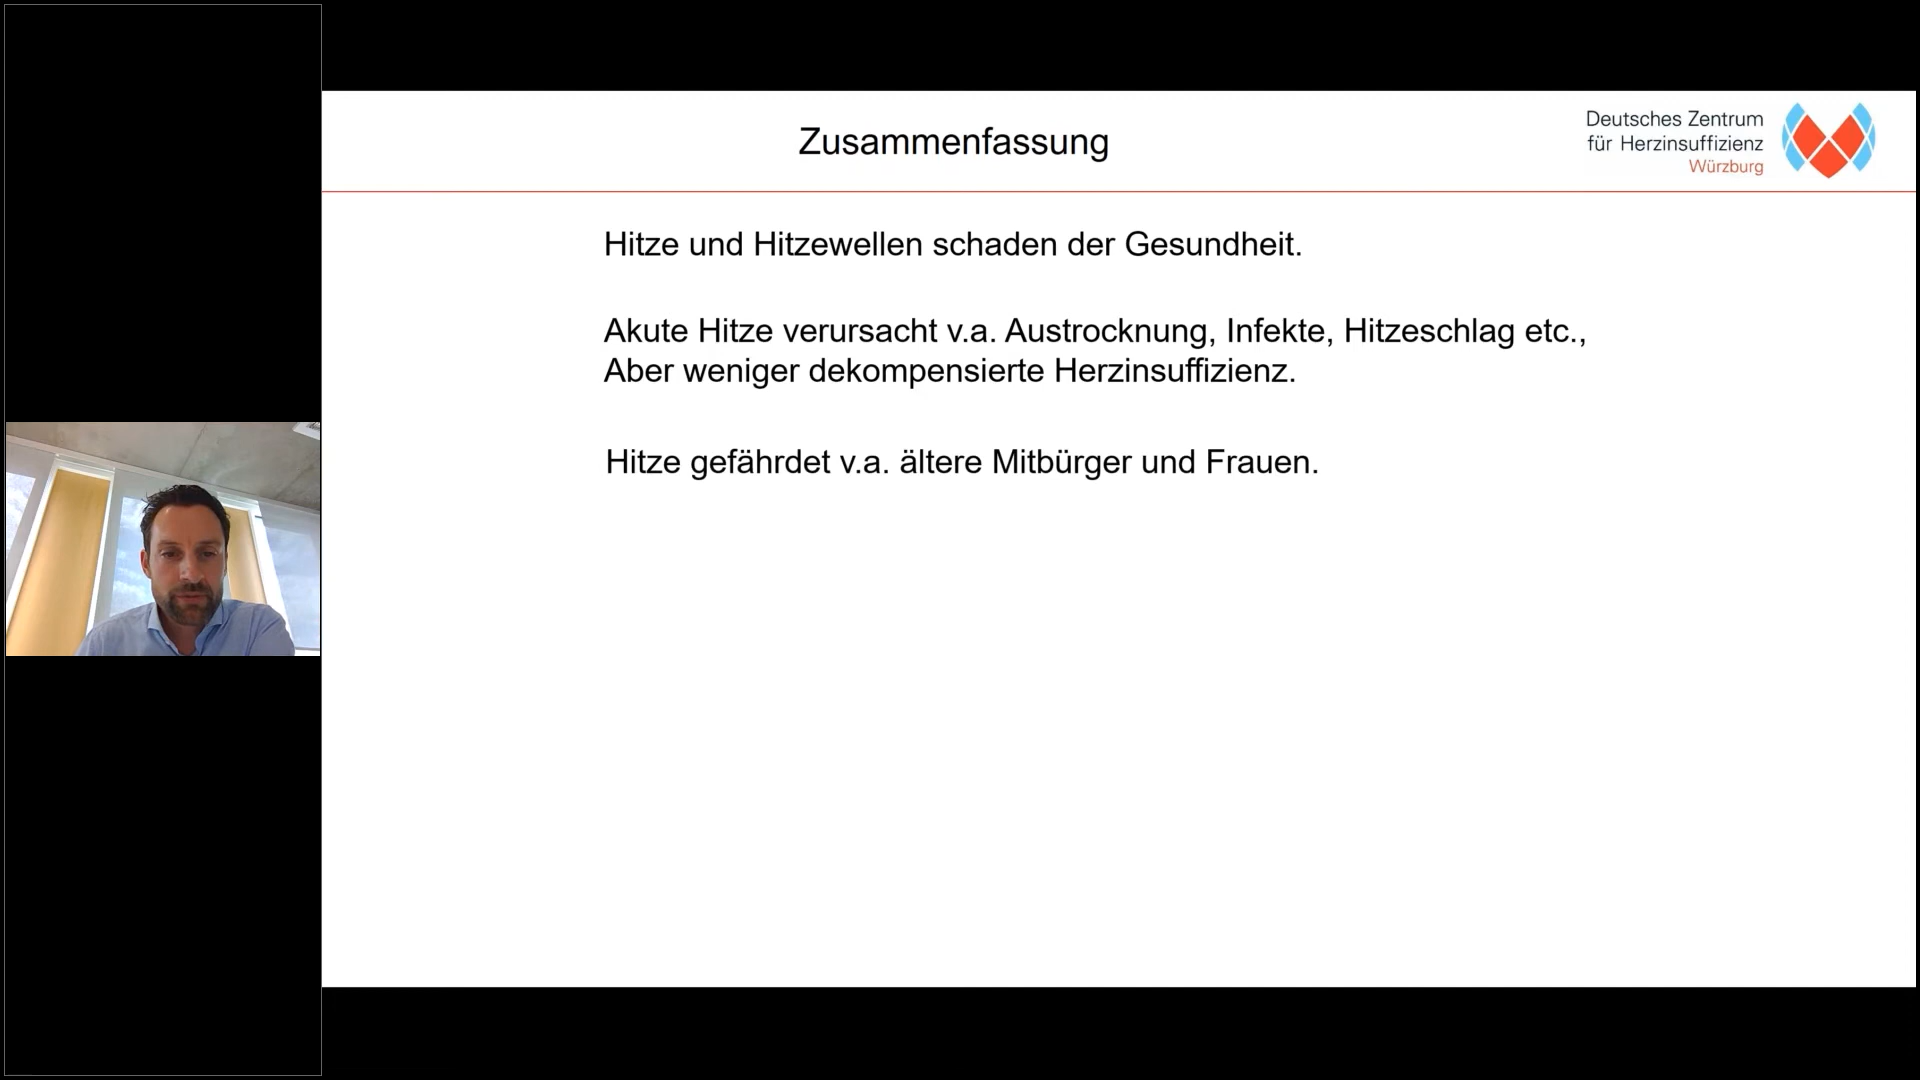 Zusammenfassung
Deutsches Zentrum
für Herzinsuffizienz
Würzburg
Hitze und Hitzewellen schaden der Gesundheit.
Akute Hitze verursacht v.a. Austrocknung, Infekte, Hitzeschlag etc.,
Aber weniger dekompensierte Herzinsuffizienz.
Hitze gefährdet v.a. ältere Mitbürger und Frauen.